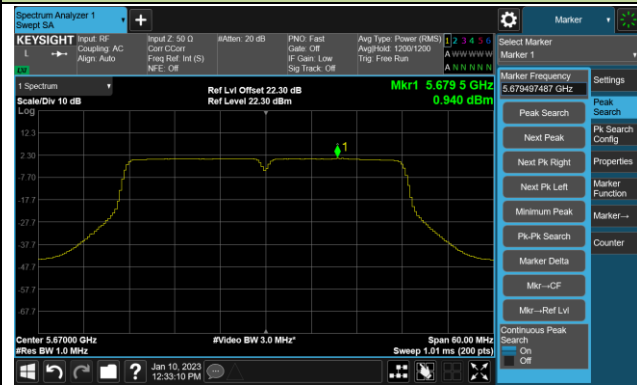 Spectrum Analyzer 1
Swept SA
Marker
KEYSIGHT
L
LXI
Input: RF
Coupling: AC
Align: Auto
Input Z: 50 Ω
Corr CCorr
Freq Ref: Int (S)
NFE: Off
#Atten: 20 dB
PNO: Fast
Gate: Off
IF Gain: Low
Sig Track: Off
Avg Type: Power (RMS)
Avg|Hold: 1200/1200
Trig: Free Run
1 2 3 4 5 6
A W W W W W
A N N N N N
Select Marker
Marker 1
1 Spectrum
Scale/Div 10 dB
Log
Ref Lvl Offset 22.30 dB
Ref Level 22.30 dBm
Mkr1 5.679 5 GHz
0.940 dBm
12.3
2.30
-7.70
-17.7
-27.7
-37.7
-47.7
-57.7
-67.7
1
Center 5.67000 GHz
#Res BW 1.0 MHz
#Video BW 3.0 MHz*
Span 60.00 MHz
Sweep 1.01 ms (200 pts)
Marker Frequency
5.679497487 GHz
Peak Search
Next Peak
Next Pk Right
Next Pk Left
Minimum Peak
Pk-Pk Search
Marker Delta
Mkr→CF
Mkr→Ref Lvl
Continuous Peak
Search
On
Off
Settings
Peak
Search
Pk Search
Config
Properties
Marker
Function
Marker→
Counter
?
Jan 10, 2023
12:33:10 PM